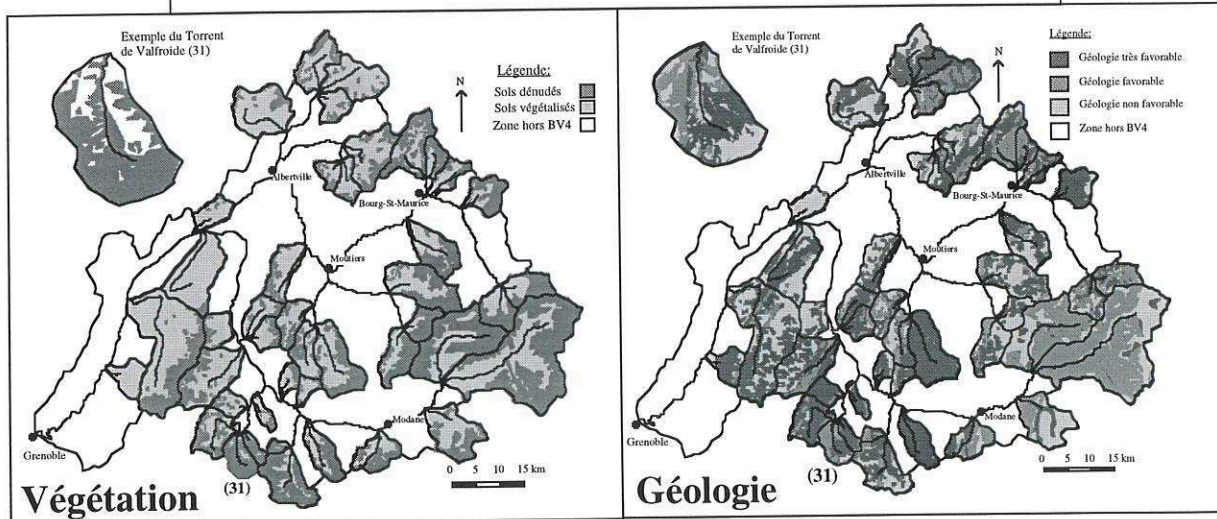 Exemple du Torrent
de Valfroide (31)
N
Légende:
Sols dénudés
Sols végétalisés
Zone hors BV4
Albertville
Bourg-St-Maurice
Moutiers
Modane
Grenoble
(31)
0 5 10 15 km
Végétation
Exemple du Torrent
de Valfroide (31)
N
Légende:
Géologie très favorable
Géologie favorable
Géologie non favorable
Zone hors BV4
Albertville
Bourg-St-Maurice
Moutiers
Modane
Grenoble
(31)
0 5 10 15 km
Géologie